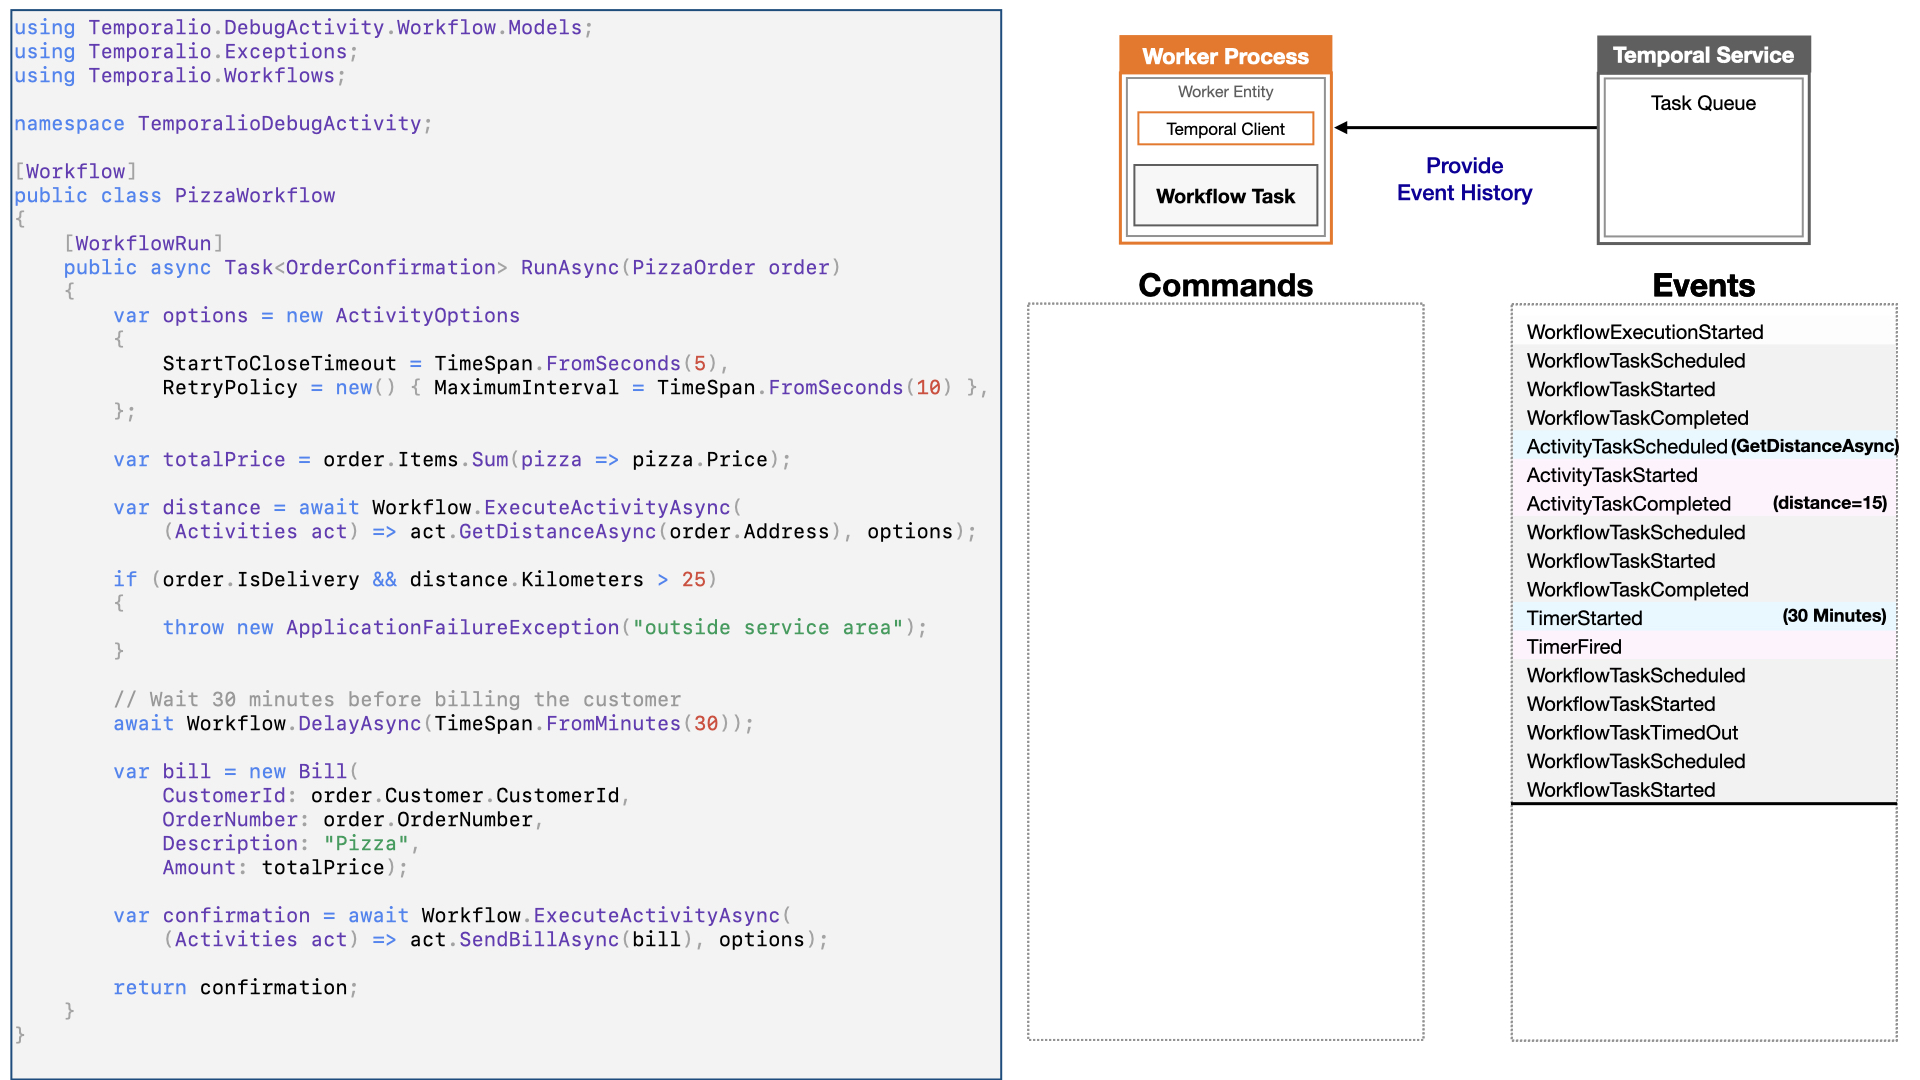 using Temporalio.DebugActivity.Workflow.Models;
using Temporalio.Exceptions;
using Temporalio.Workflows;

namespace TemporalioDebugActivity;

[Workflow]
public class PizzaWorkflow
{
    [WorkflowRun]
    public async Task<OrderConfirmation> RunAsync(PizzaOrder order)
    {
        var options = new ActivityOptions
        {
            StartToCloseTimeout = TimeSpan.FromSeconds(5),
            RetryPolicy = new() { MaximumInterval = TimeSpan.FromSeconds(10) },
        };

        var totalPrice = order.Items.Sum(pizza => pizza.Price);

        var distance = await Workflow.ExecuteActivityAsync(
            (Activities act) => act.GetDistanceAsync(order.Address), options);

        if (order.IsDelivery && distance.Kilometers > 25)
        {
            throw new ApplicationFailureException("outside service area");
        }

        // Wait 30 minutes before billing the customer
        await Workflow.DelayAsync(TimeSpan.FromMinutes(30));

        var bill = new Bill(
            CustomerId: order.Customer.CustomerId,
            OrderNumber: order.OrderNumber,
            Description: "Pizza",
            Amount: totalPrice);

        var confirmation = await Workflow.ExecuteActivityAsync(
            (Activities act) => act.SendBillAsync(bill), options);

        return confirmation;
    }
}
Worker Process
Worker Entity
Temporal Client
Workflow Task
Provide
Event History
Temporal Service
Task Queue
Commands
Events
WorkflowExecutionStarted
WorkflowTaskScheduled
WorkflowTaskStarted
WorkflowTaskCompleted
ActivityTaskScheduled (GetDistanceAsync)
ActivityTaskStarted
ActivityTaskCompleted (distance=15)
WorkflowTaskScheduled
WorkflowTaskStarted
WorkflowTaskCompleted
TimerStarted (30 Minutes)
TimerFired
WorkflowTaskScheduled
WorkflowTaskStarted
WorkflowTaskTimedOut
WorkflowTaskScheduled
WorkflowTaskStarted